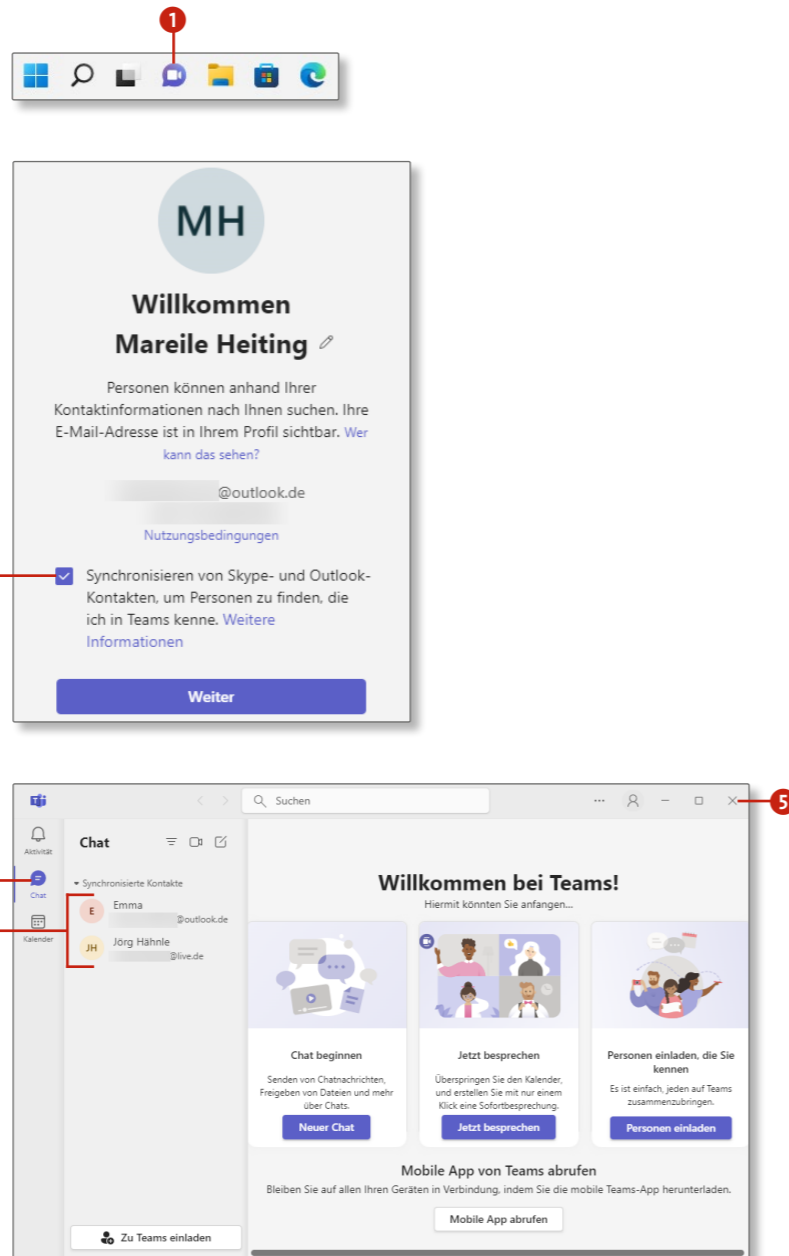 1
MH
Willkommen
Mareile Heiting
Personen können anhand Ihrer
Kontaktinformationen nach Ihnen suchen. Ihre
E-Mail-Adresse ist in Ihrem Profil sichtbar. Wer
kann das sehen?
@outlook.de
Nutzungsbedingungen
Synchronisieren von Skype- und Outlook-
Kontakten, um Personen zu finden, die
ich in Teams kenne. Weitere
Informationen
Weiter
Suchen
5
Aktivität
Chat
Kalender
Chat
Synchronisierte Kontakte
E
Emma
@outlook.de
JH
Jörg Hähnle
@live.de
Zu Teams einladen
Willkommen bei Teams!
Hiermit könnten Sie anfangen...
Chat beginnen
Senden von Chatnachrichten,
Freigeben von Dateien und mehr
über Chats.
Neuer Chat
Jetzt besprechen
Überspringen Sie den Kalender,
und erstellen Sie mit nur einem
Klick eine Sofortbesprechung.
Jetzt besprechen
Personen einladen, die Sie
kennen
Es ist einfach, jeden auf Teams
zusammenzubringen.
Personen einladen
Mobile App von Teams abrufen
Bleiben Sie auf allen Ihren Geräten in Verbindung, indem Sie die mobile Teams-App herunterladen.
Mobile App abrufen